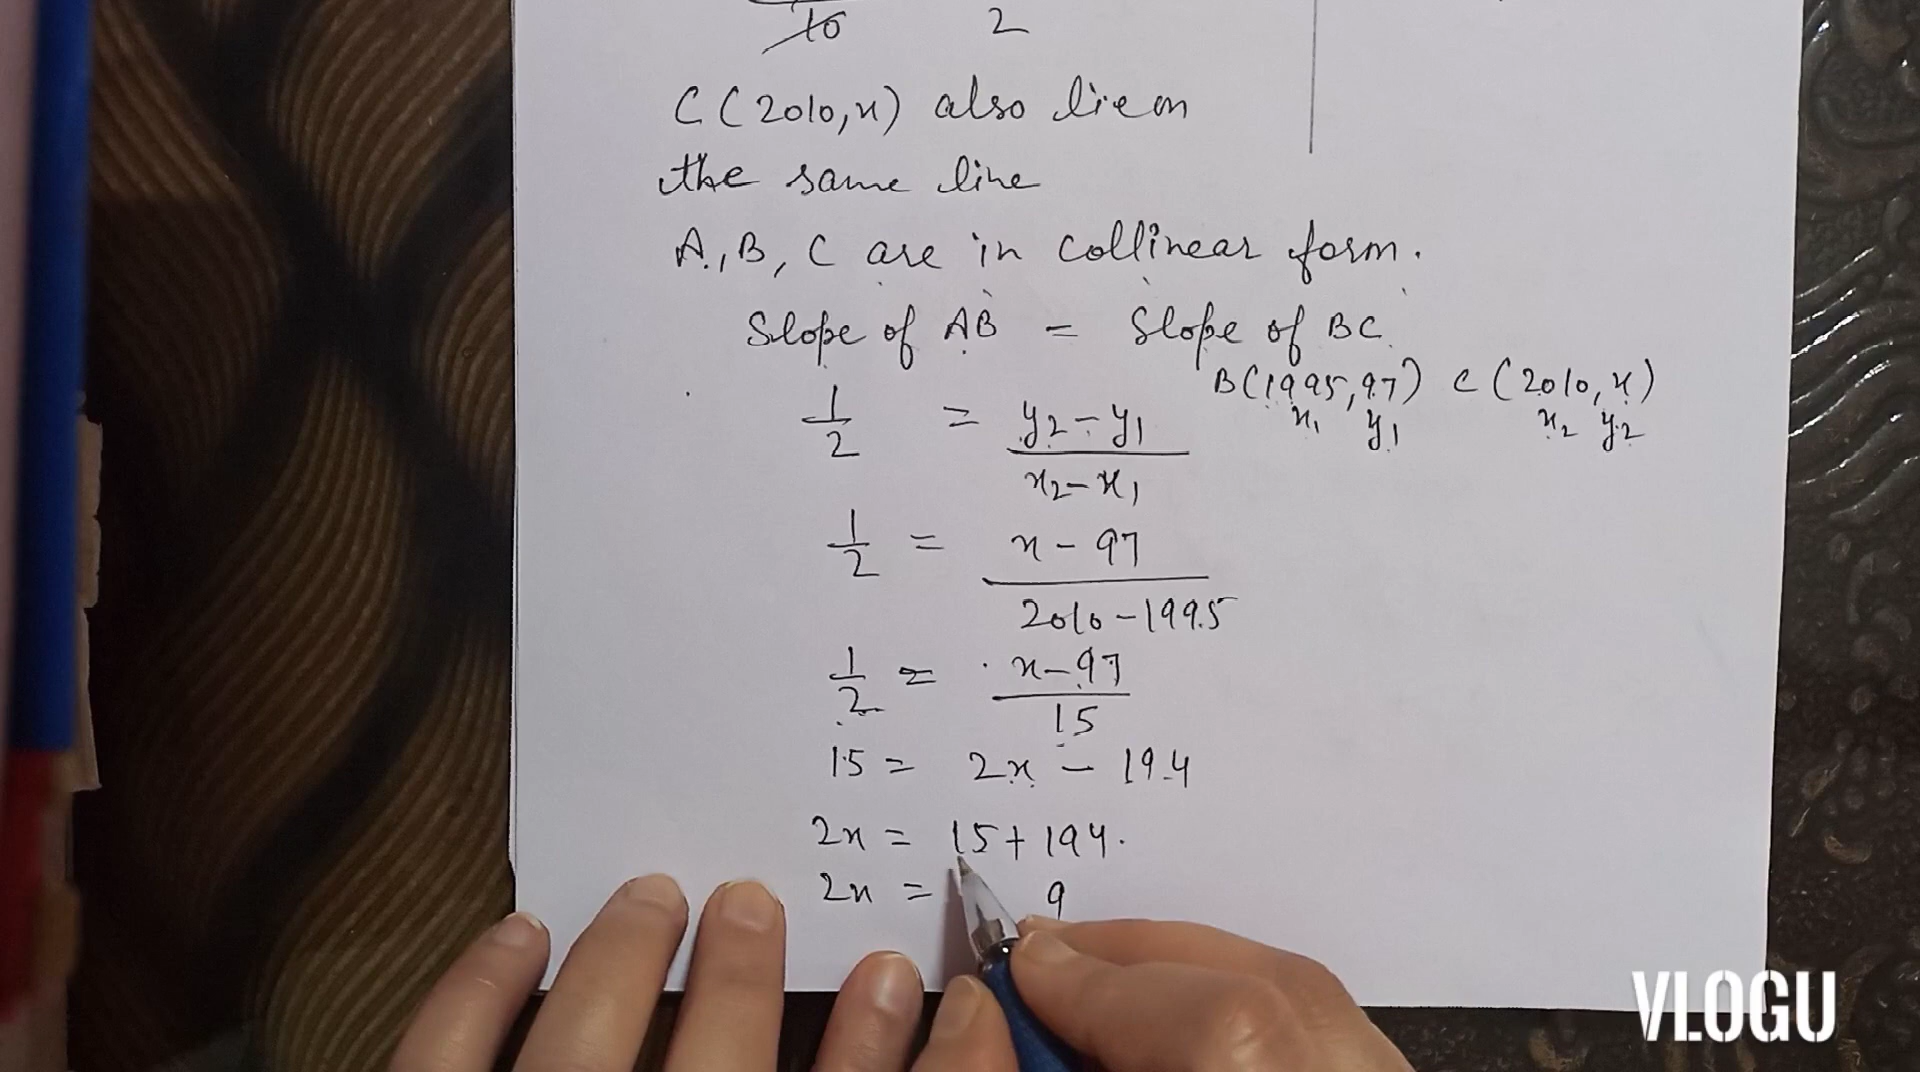 10 2
C (2010, x) also lie on
the same line
A, B, C are in collinear form.
Slope of AB = Slope of BC
B(1995, 97) C (2010, x)
x1 y1 x2 y2
1/2 = y2 - y1 / x2 - x1
1/2 = x - 97 / 2010 - 1995
1/2 = x - 97 / 15
15 = 2x - 194
2x = 15 + 194.
2x = 9
VLOGU